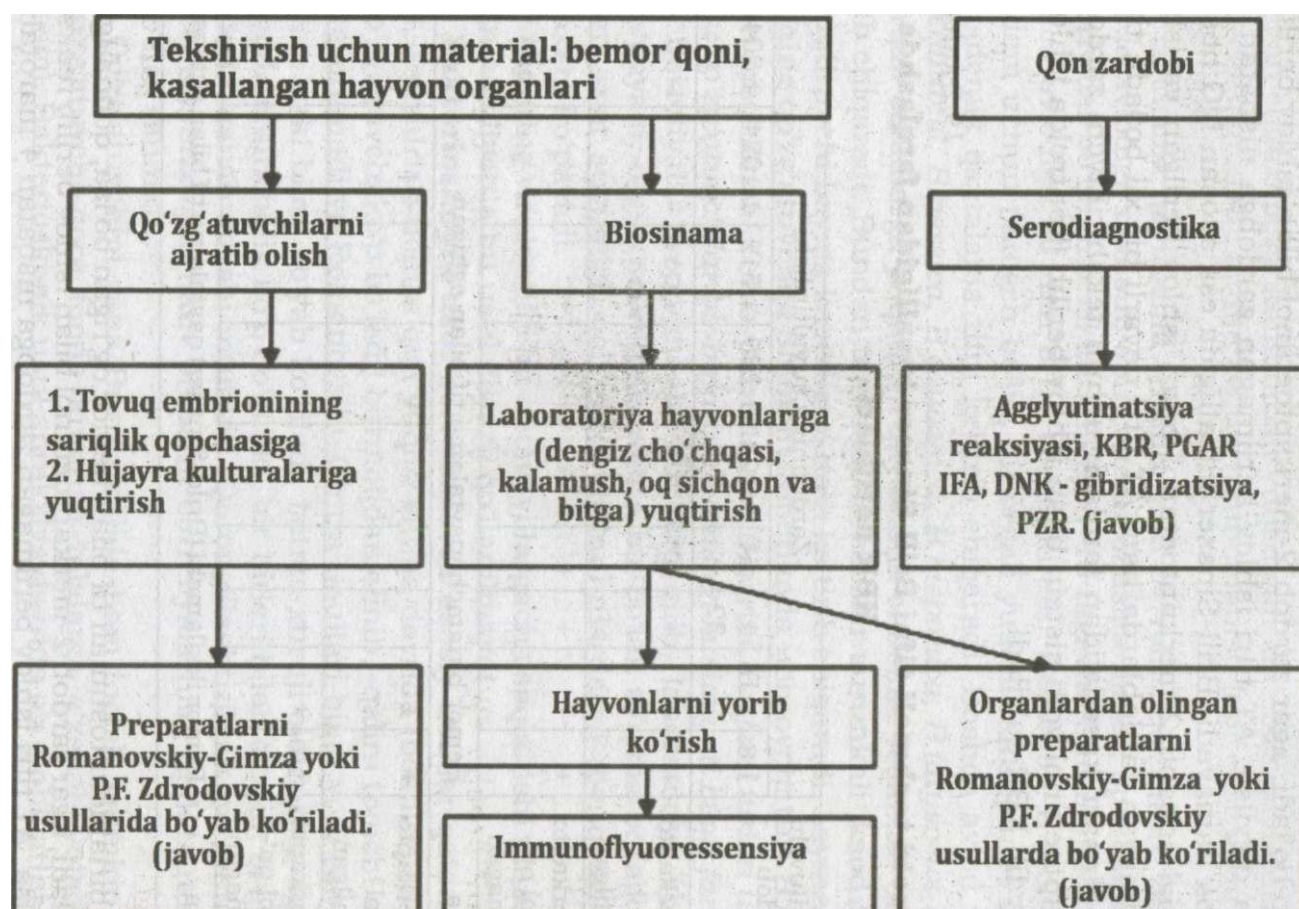 Tekshirish uchun material: bemor qoni,
kasallangan hayvon organlari
Qon zardobi
Qo‘zg‘atuvchilarni
ajratib olish
Biosinama
Serodiagnostika
1. Tovuq embrionining
sariqlik qopchasiga
2. Hujayra kulturalariga
yuqtirish
Laboratoriya hayvonlariga
(dengiz cho‘chqasi,
kalamush, oq sichqon va
bitga) yuqtirish
Agglyutinatsiya
reaksiyasi, KBR, PGAR
IFA, DNK - gibridizatsiya,
PZR. (javob)
Preparatlarni
Romanovskiy-Gimza yoki
P.F. Zdrodovskiy
usullarida bo‘yab ko‘riladi.
(javob)
Hayvonlarni yorib
ko‘rish
Immunoflyuoressensiya
Organlardan olingan
preparatlarni
Romanovskiy-Gimza yoki
P.F. Zdrodovskiy
usullarda bo‘yab ko‘riladi.
(javob)